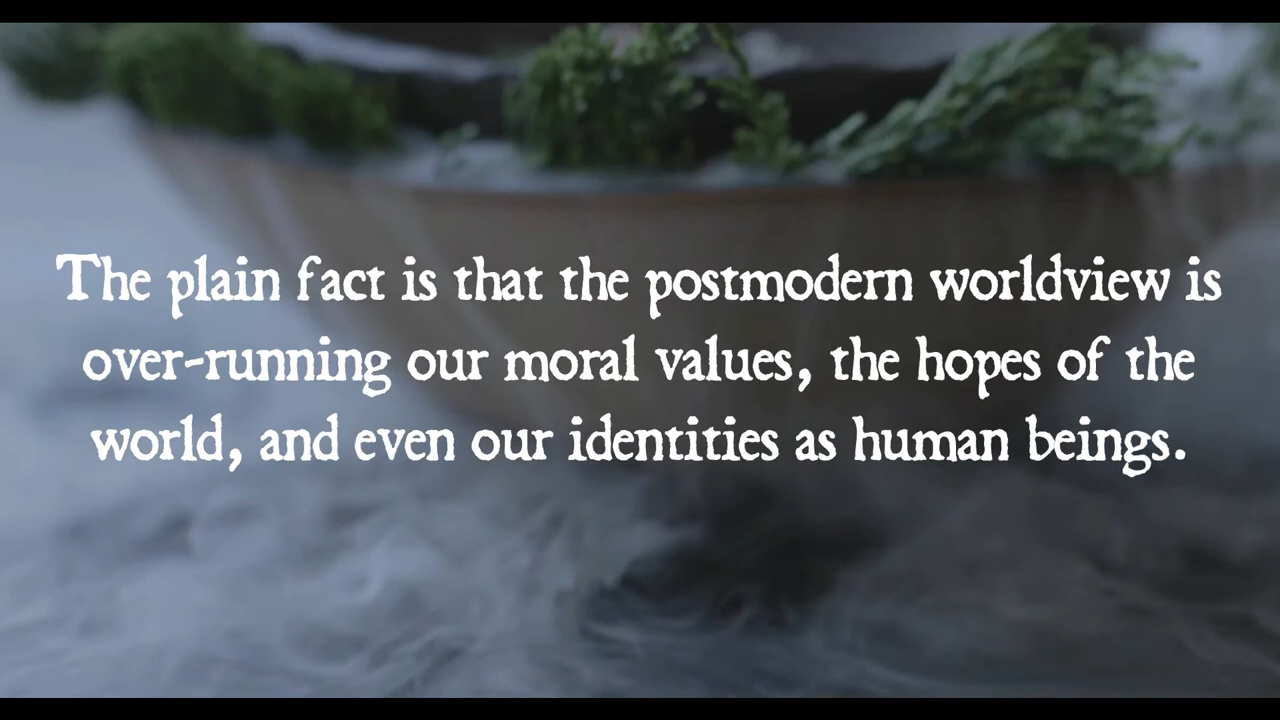 The plain fact is that the postmodern worldview is
over-running our moral values, the hopes of the
world, and even our identities as human beings.